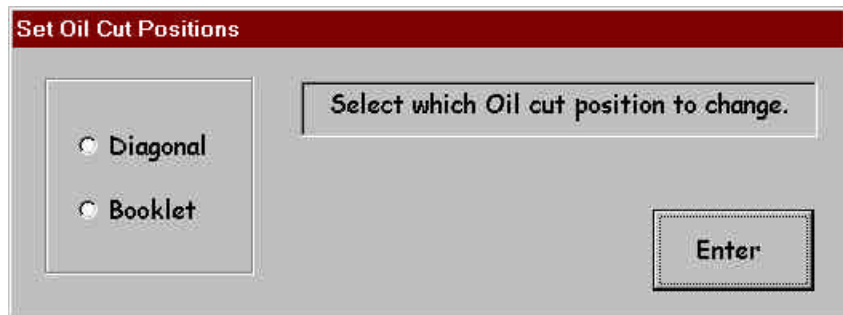 Set Oil Cut Positions
Select which Oil cut position to change.
Diagonal
Booklet
Enter